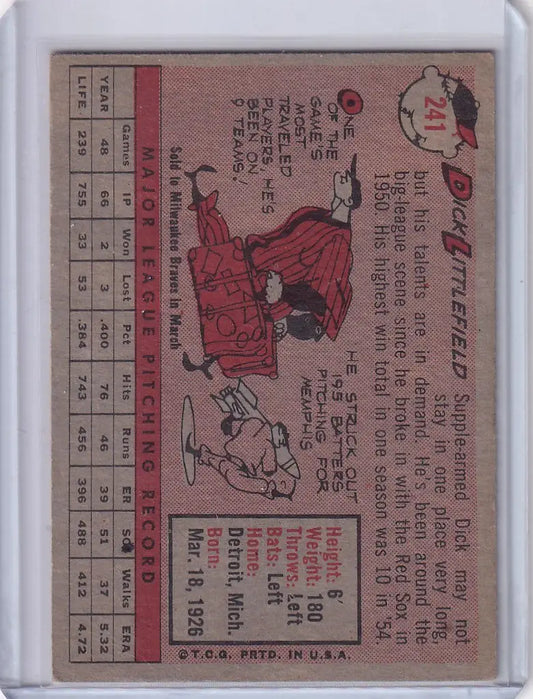 241
DICK LITTLEFIELD
Supple-armed Dick may not
stay in one place very long,
but his talents are in demand. He's been around the
big-league scene since he broke in with the Red Sox in
1950. His highest win total in one season was 10 in '54.
ONE
OF THE
GAME'S
MOST
TRAVELED
PLAYERS, HE'S
BEEN ON
9 TEAMS!
HE STRUCK OUT
195 BATTERS
PITCHING FOR
MEMPHIS
Height: 6'
Weight: 180
Throws: Left
Bats: Left
Home:
Detroit, Mich.
Born:
Mar. 18, 1926
Sold to Milwaukee Braves in March
MAJOR LEAGUE PITCHING RECORD
Games IP Won Lost Pct Hits Runs ER SO Walks ERA
YEAR 48 66 2 3 .400 76 46 39 51 37 5.32
LIFE 239 755 33 53 .384 743 456 396 488 412 4.72
©T.C.G. PRTD. IN U.S.A.